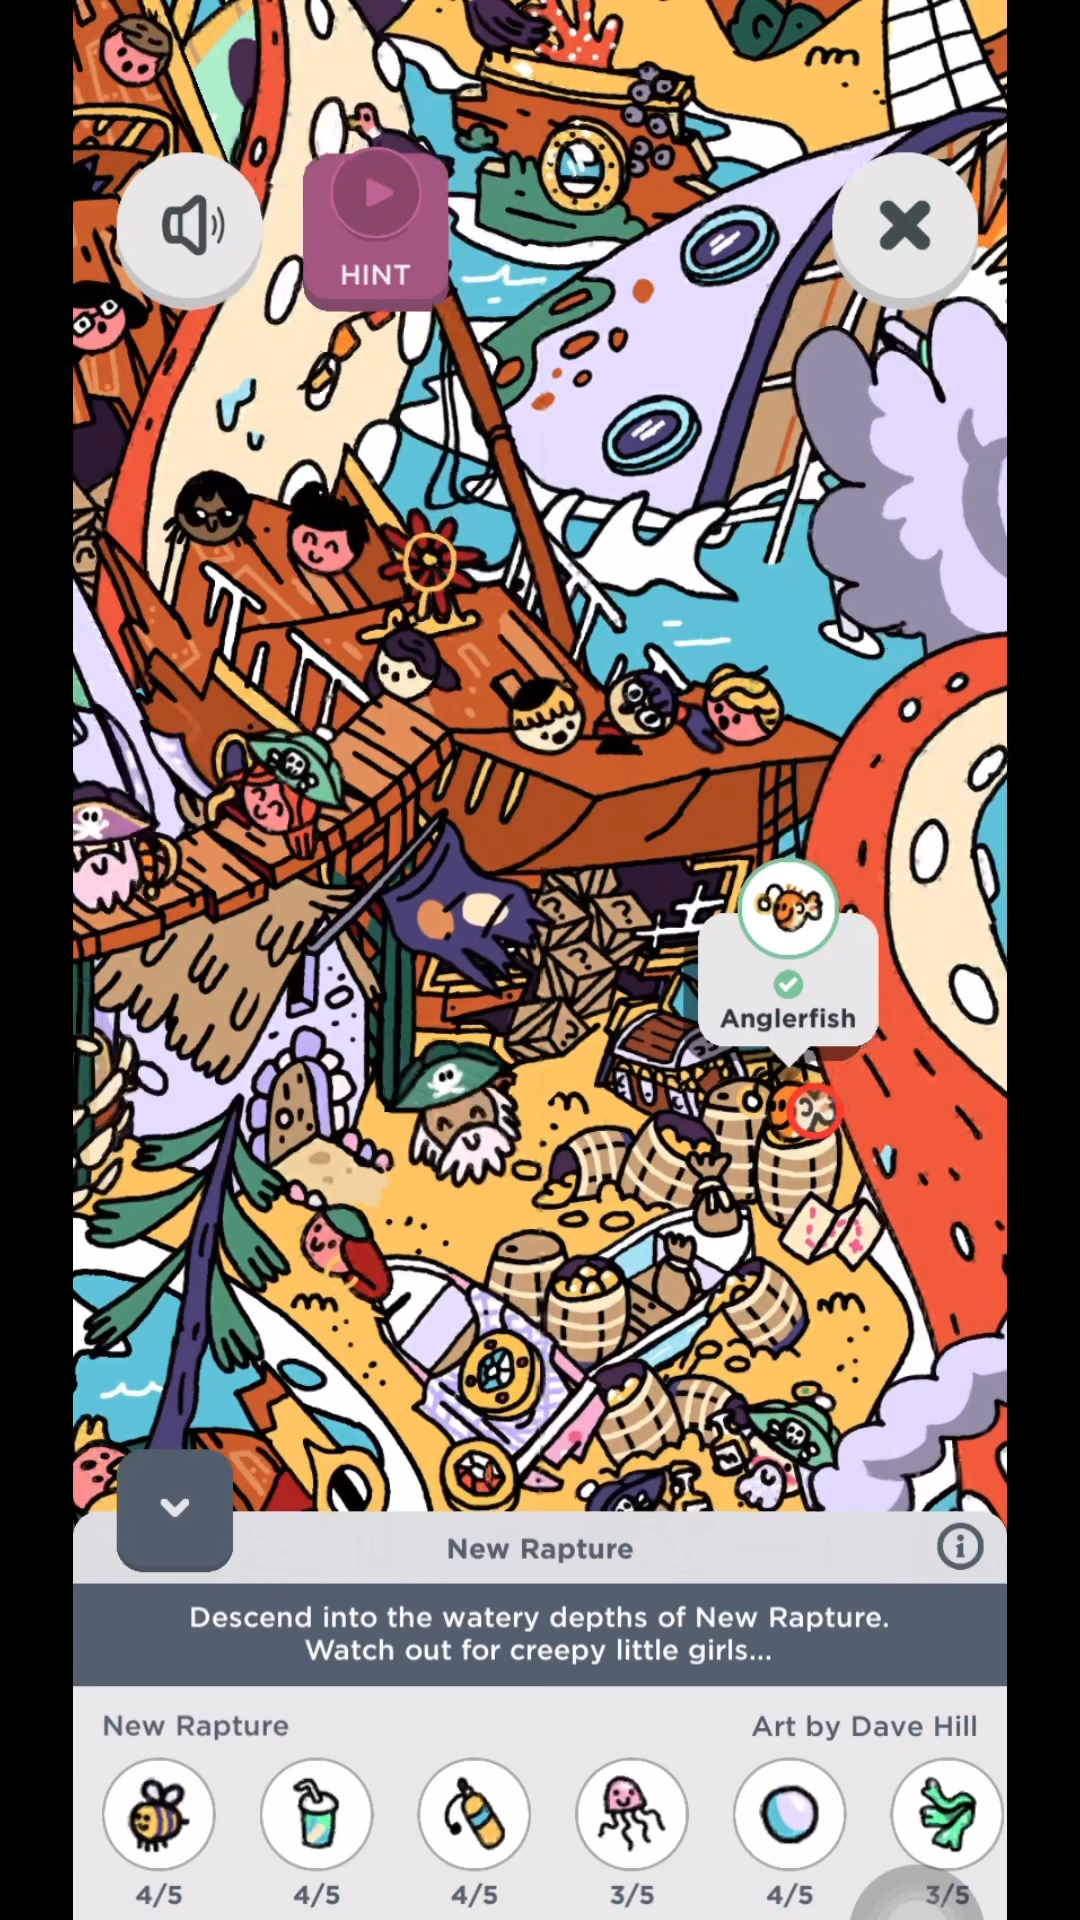 HINT
Anglerfish
New Rapture
Descend into the watery depths of New Rapture.
Watch out for creepy little girls...
New Rapture
Art by Dave Hill
4/5
4/5
4/5
3/5
4/5
3/5